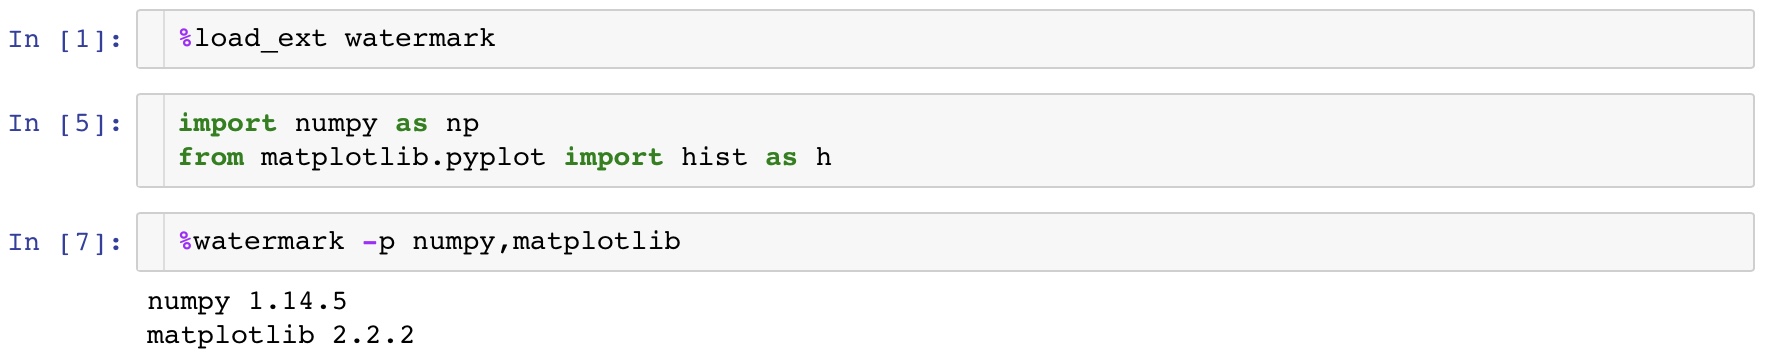 In [1]: %load_ext watermark
In [5]: import numpy as np
from matplotlib.pyplot import hist as h
In [7]: %watermark -p numpy,matplotlib
numpy 1.14.5
matplotlib 2.2.2